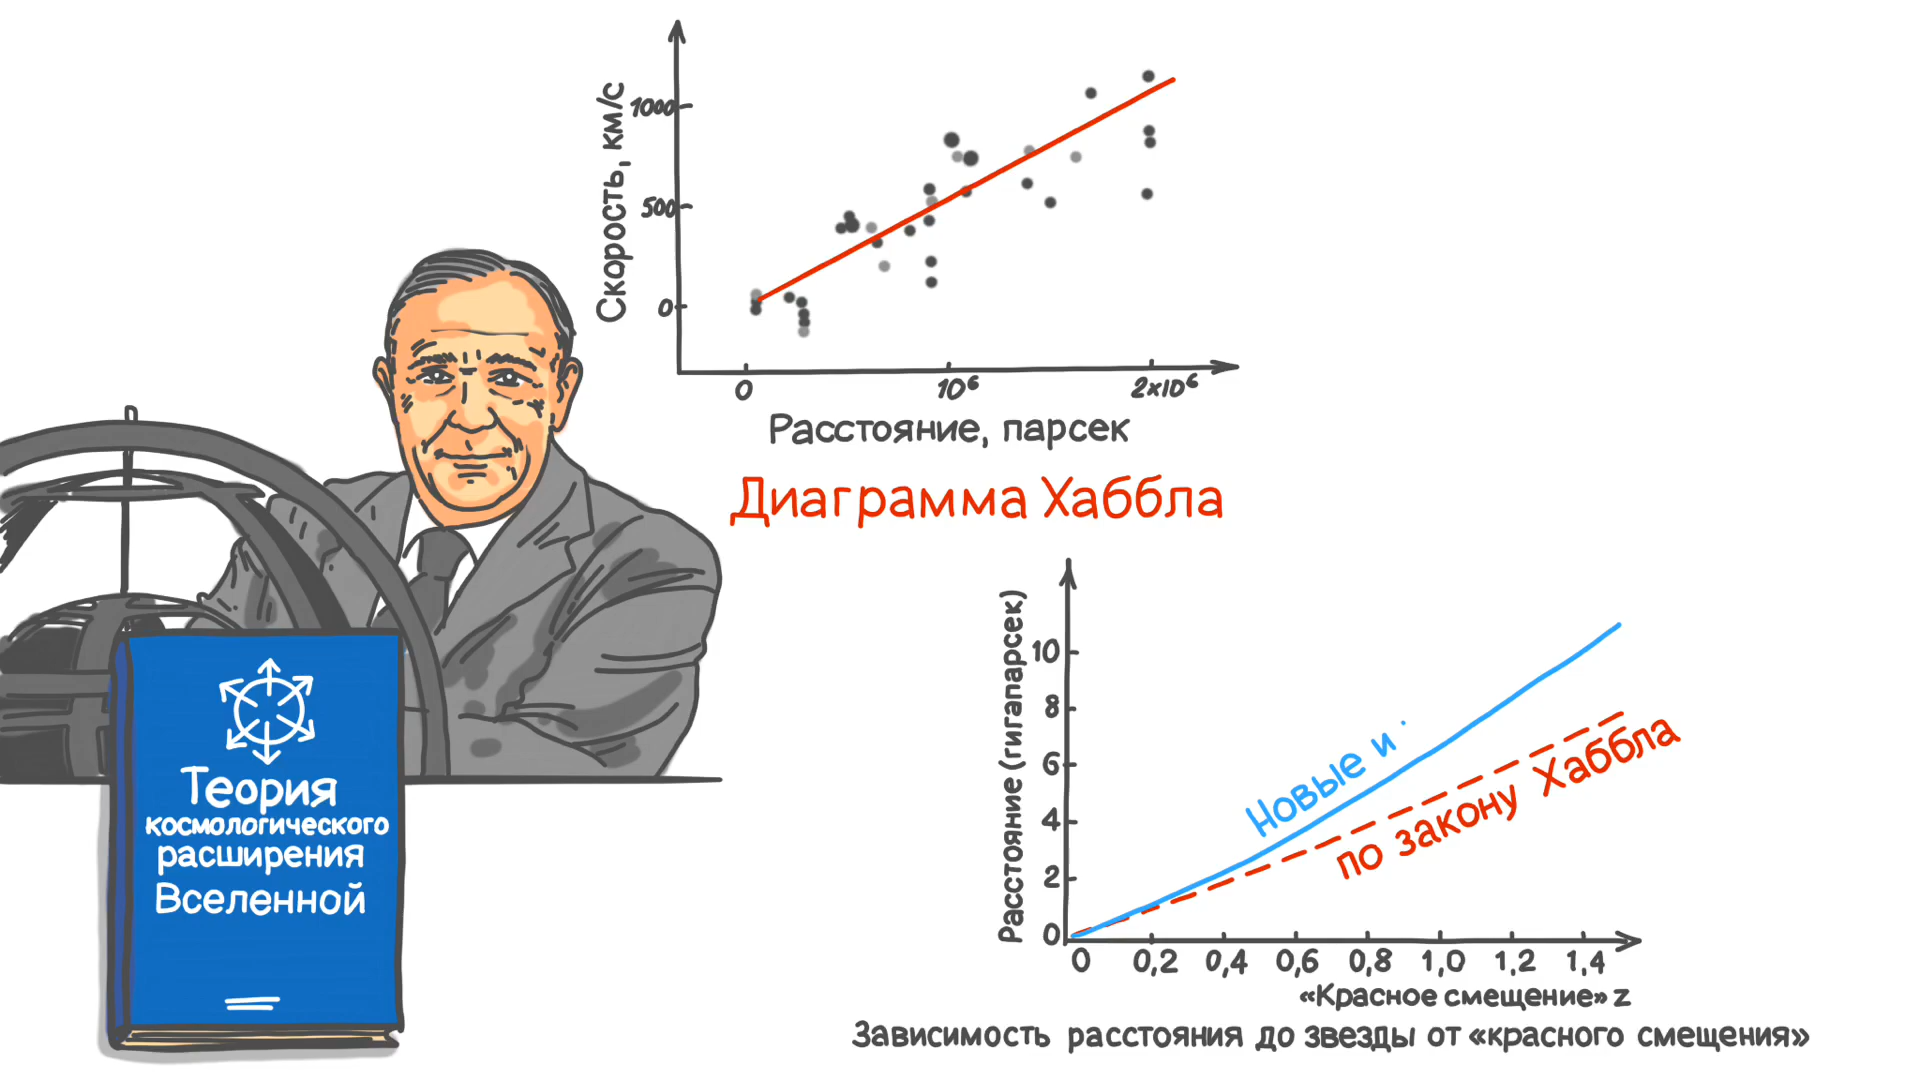 Скорость, км/с
1000
500
0
0
10⁶
2×10⁶
Расстояние, парсек
Диаграмма Хаббла
Теория
космологического
расширения
Вселенной
Расстояние (гигапарсек)
10
8
6
4
2
0
Новые и
по закону Хаббла
0
0,2
0,4
0,6
0,8
1,0
1,2
1,4
«Красное смещение» z
Зависимость расстояния до звезды от «красного смещения»